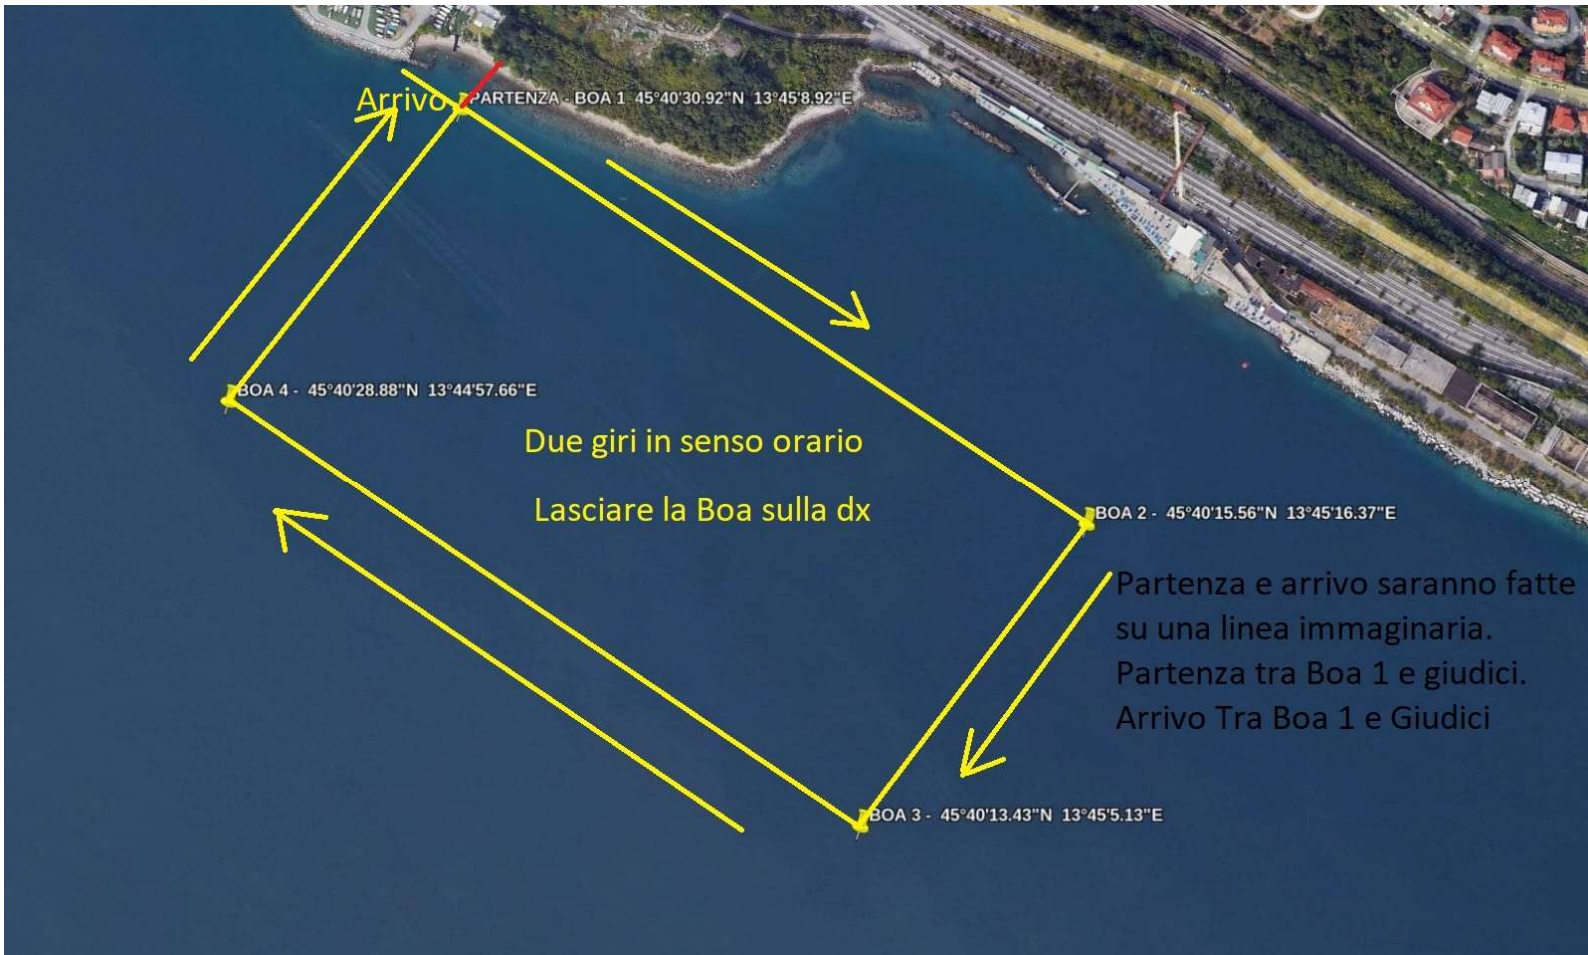 Arrivo
PARTENZA - BOA 1 45°40'30.92"N 13°45'8.92"E
BOA 4 - 45°40'28.88"N 13°44'57.66"E
Due giri in senso orario
Lasciare la Boa sulla dx
BOA 2 - 45°40'15.56"N 13°45'16.37"E
Partenza e arrivo saranno fatte
su una linea immaginaria.
Partenza tra Boa 1 e giudici.
Arrivo Tra Boa 1 e Giudici
BOA 3 - 45°40'13.43"N 13°45'5.13"E